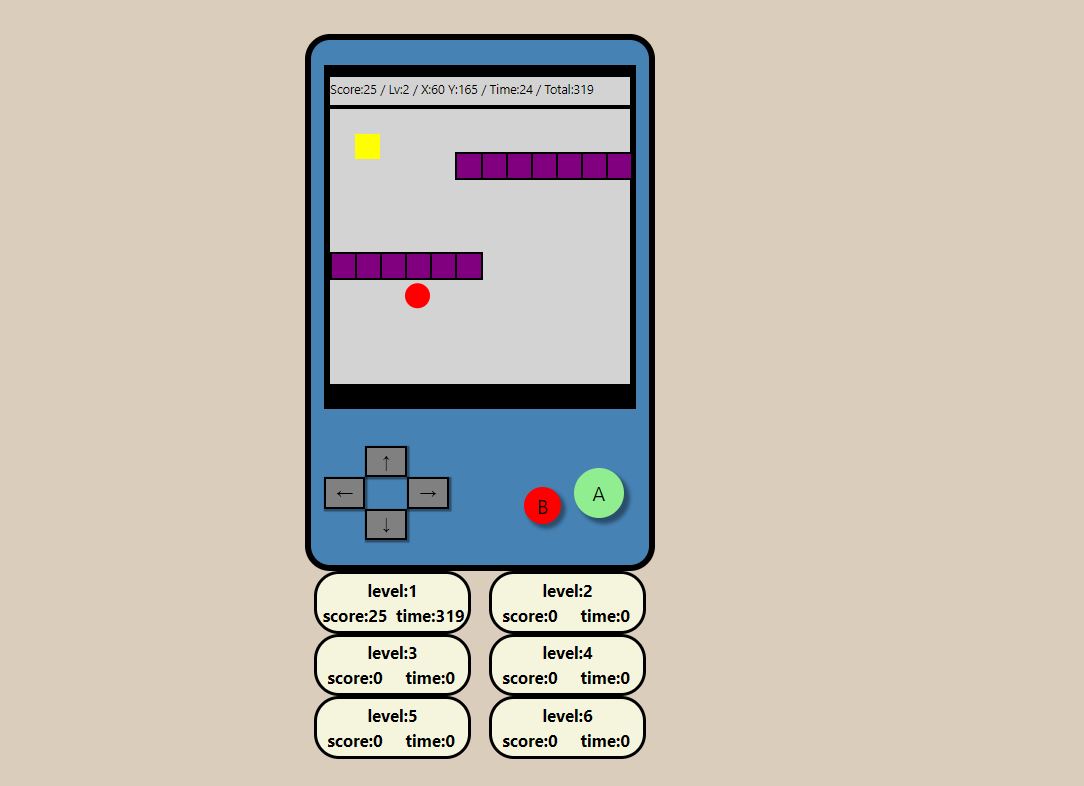 Score:25 / Lv:2 / X:60 Y:165 / Time:24 / Total:319
↑
← →
↓
B A
level:1 level:2
score:25 time:319 score:0 time:0
level:3 level:4
score:0 time:0 score:0 time:0
level:5 level:6
score:0 time:0 score:0 time:0